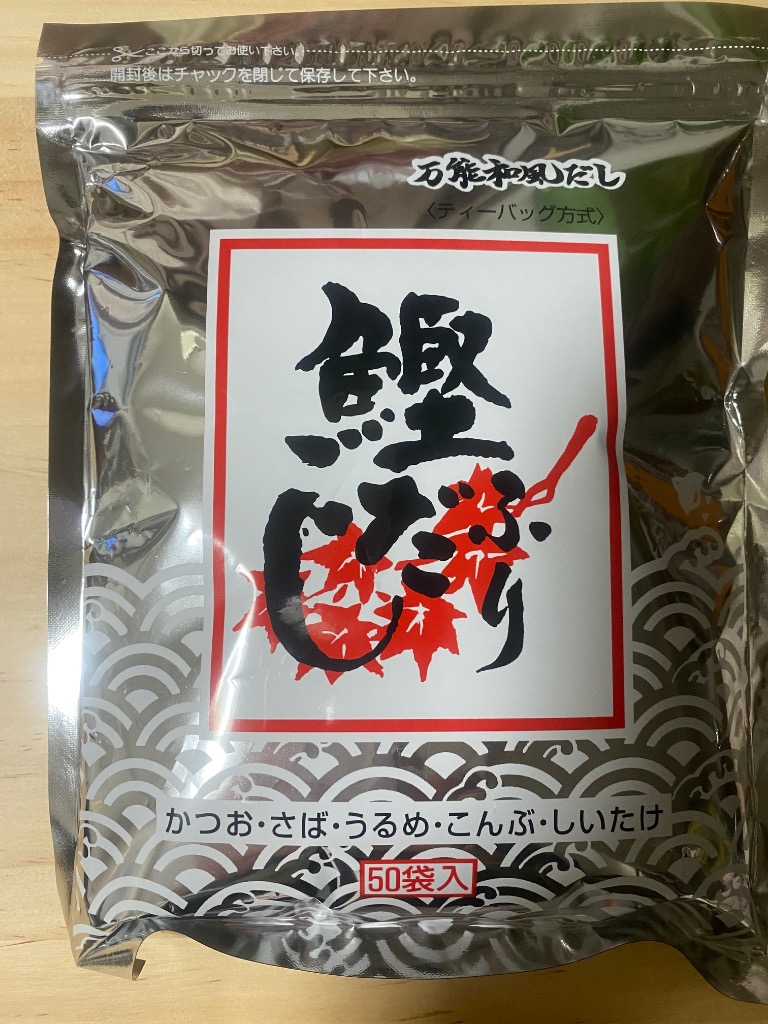 ここから切ってお使い下さい。
開封後はチャックを閉じて保存して下さい。
万能和風だし
〈ティーバッグ方式〉
鰹
ふり
だし
かつお・さば・うるめ・こんぶ・しいたけ
50袋入